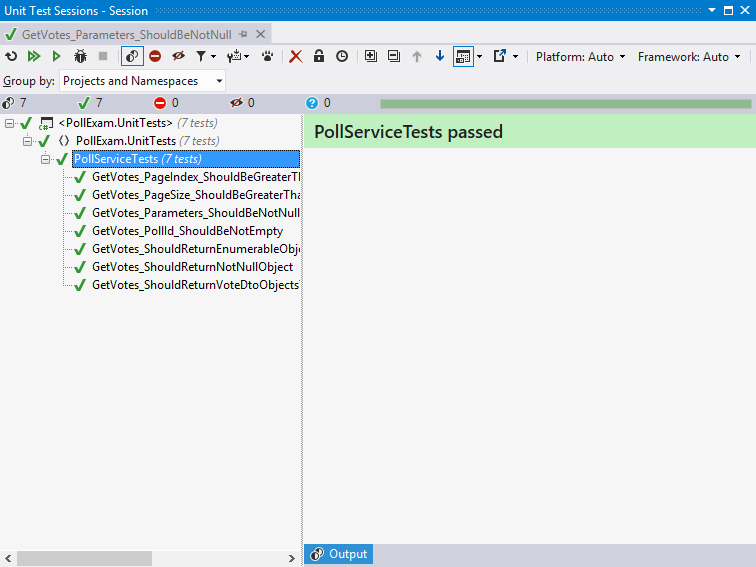 Unit Test Sessions - Session
GetVotes_Parameters_ShouldBeNotNull
Platform: Auto Framework: Auto
Group by: Projects and Namespaces
7 7 0 0 0
<PollExam.UnitTests> (7 tests)
PollExam.UnitTests (7 tests)
PollServiceTests (7 tests)
GetVotes_PageIndex_ShouldBeGreaterTh
GetVotes_PageSize_ShouldBeGreaterTha
GetVotes_Parameters_ShouldBeNotNull
GetVotes_PollId_ShouldBeNotEmpty
GetVotes_ShouldReturnEnumerableObje
GetVotes_ShouldReturnNotNullObject
GetVotes_ShouldReturnVoteDtoObjects
PollServiceTests passed
Output